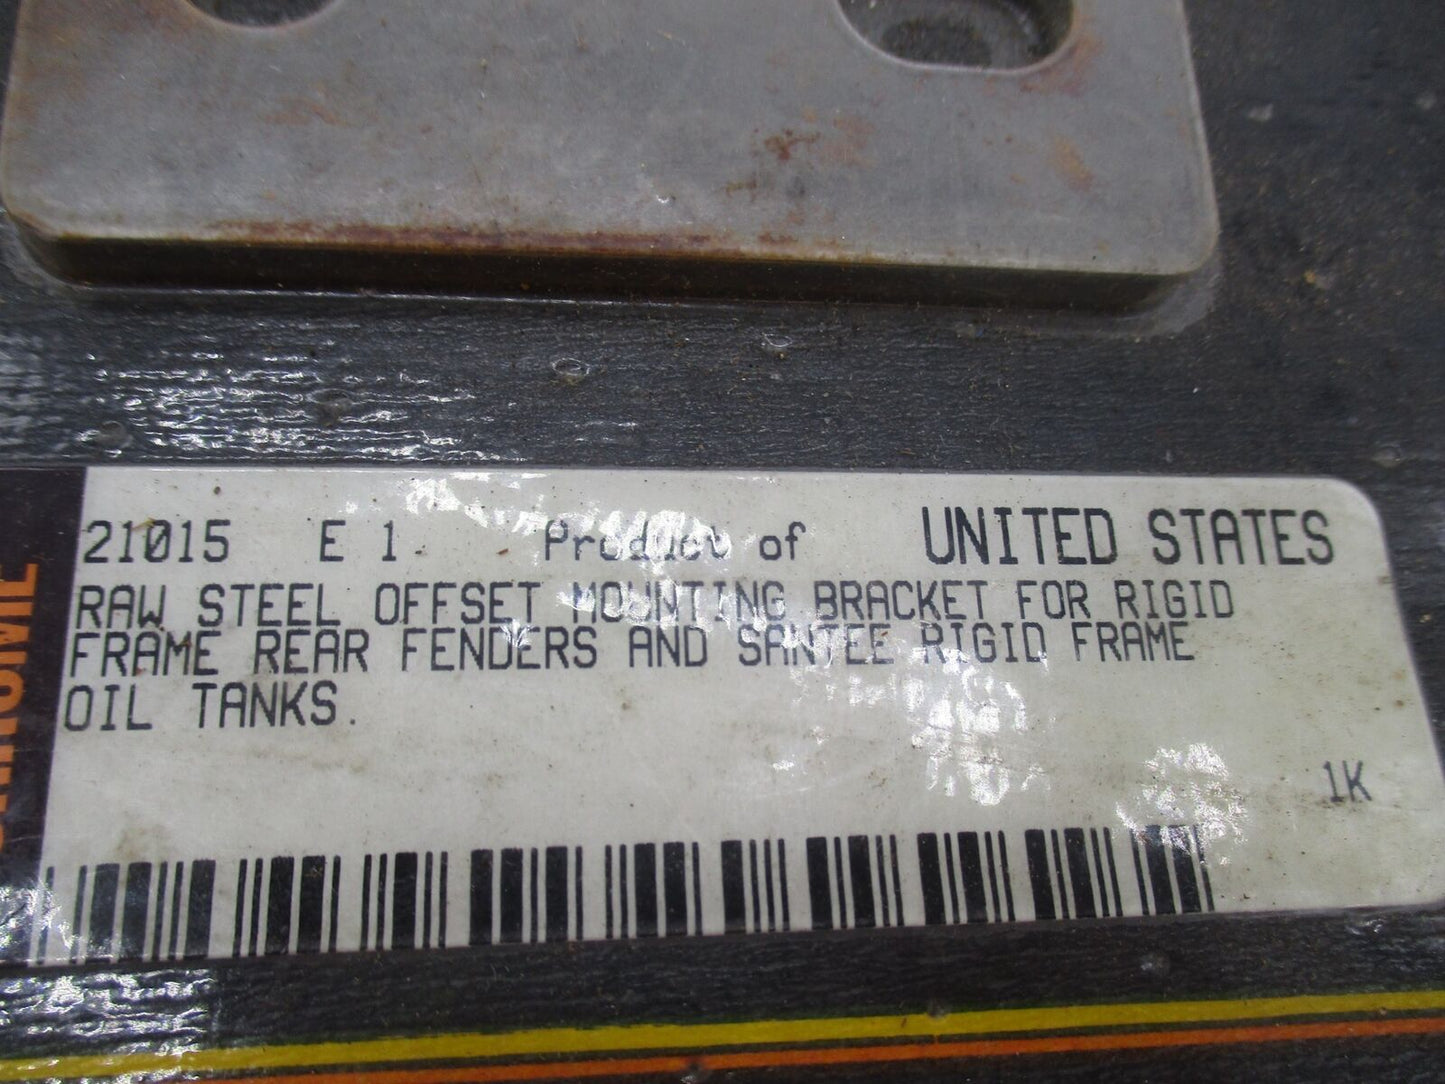 21015 E 1 Product of UNITED STATES
RAW STEEL OFFSET MOUNTING BRACKET FOR RIGID
FRAME REAR FENDERS AND SANTEE RIGID FRAME
OIL TANKS.
1K